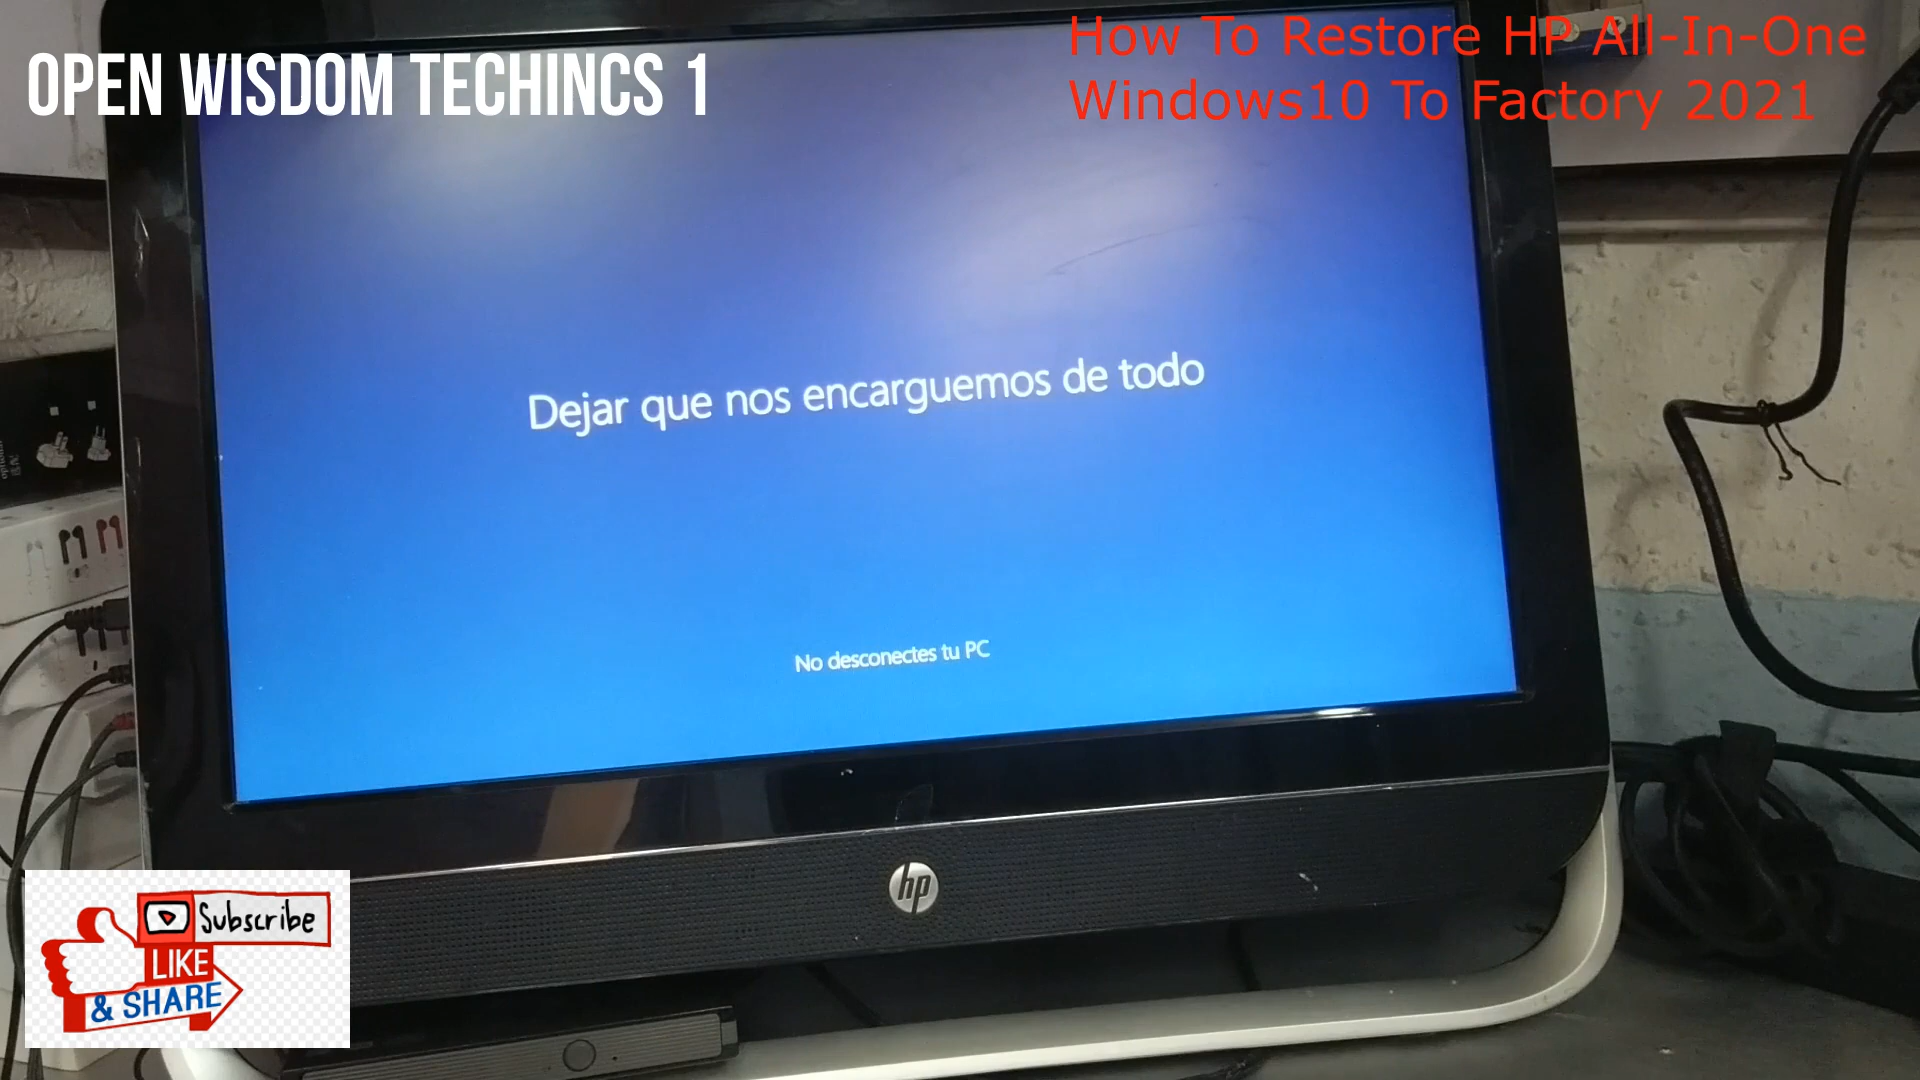 OPEN WISDOM TECHINCS 1
How To Restore HP All-In-One
Windows10 To Factory 2021
Dejar que nos encarguemos de todo
No desconectes tu PC
hp
Subscribe
LIKE
& SHARE